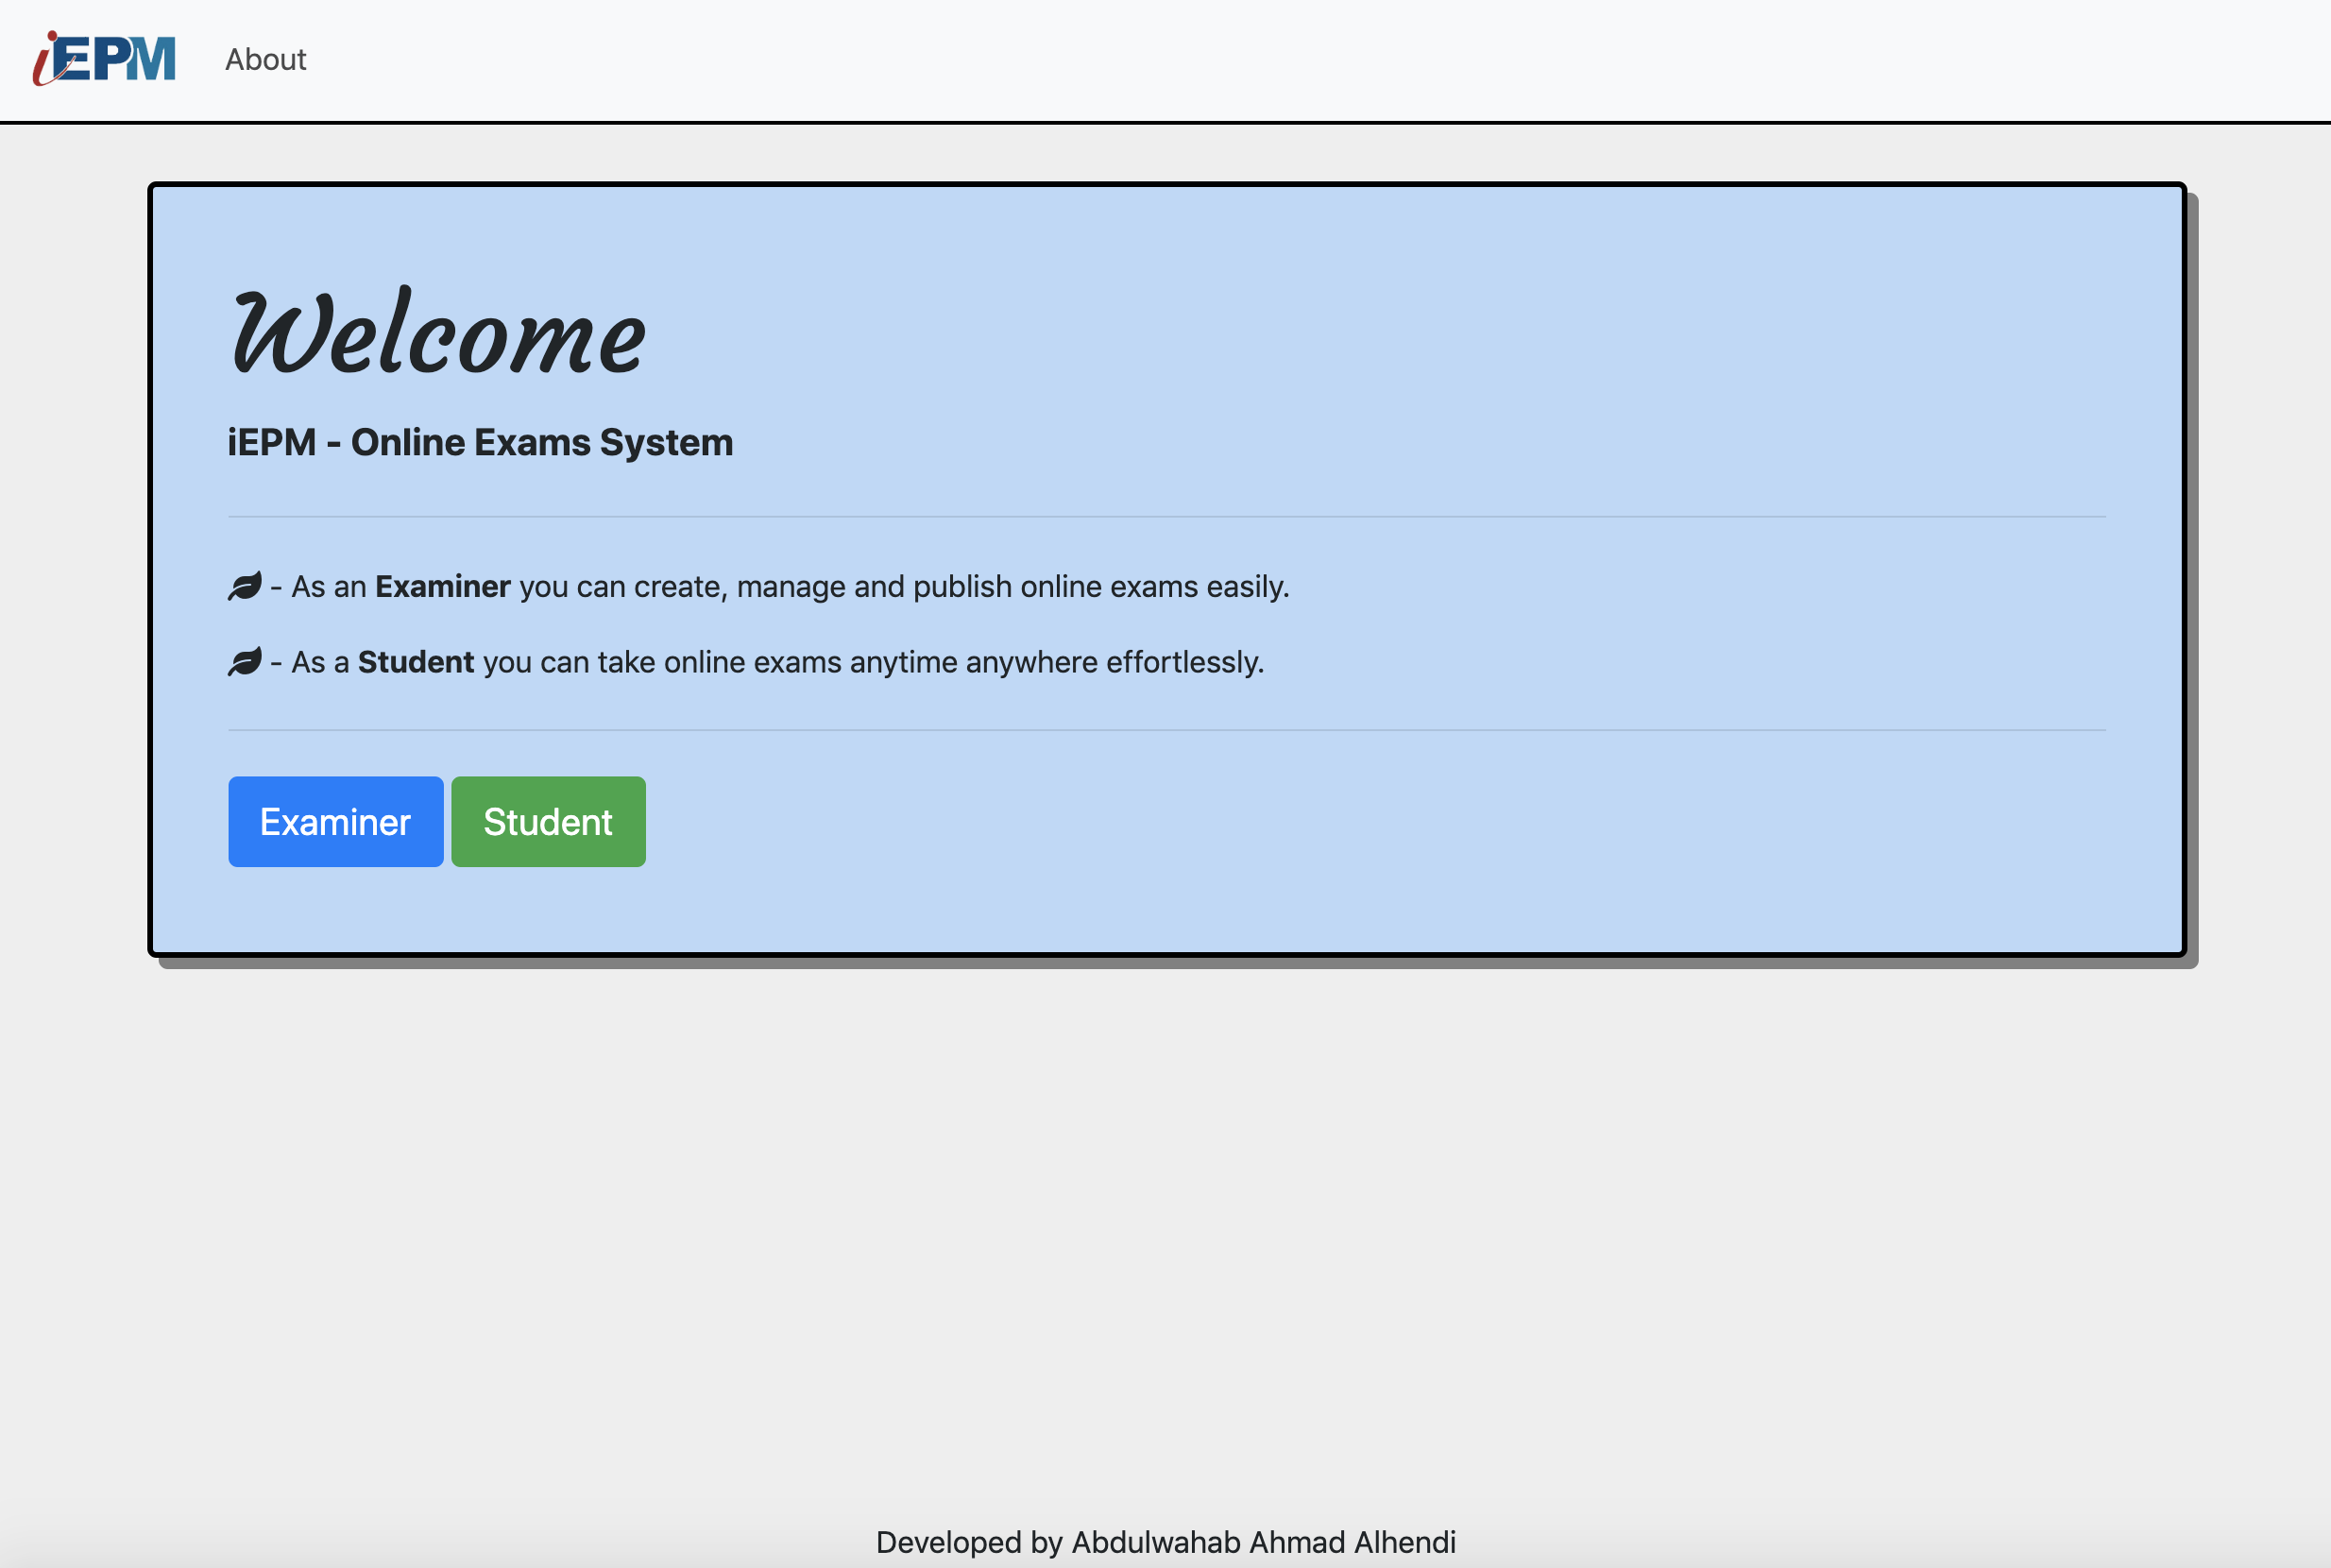 iEPM
About
Welcome
iEPM - Online Exams System
- As an Examiner you can create, manage and publish online exams easily.
- As a Student you can take online exams anytime anywhere effortlessly.
Examiner
Student
Developed by Abdulwahab Ahmad Alhendi